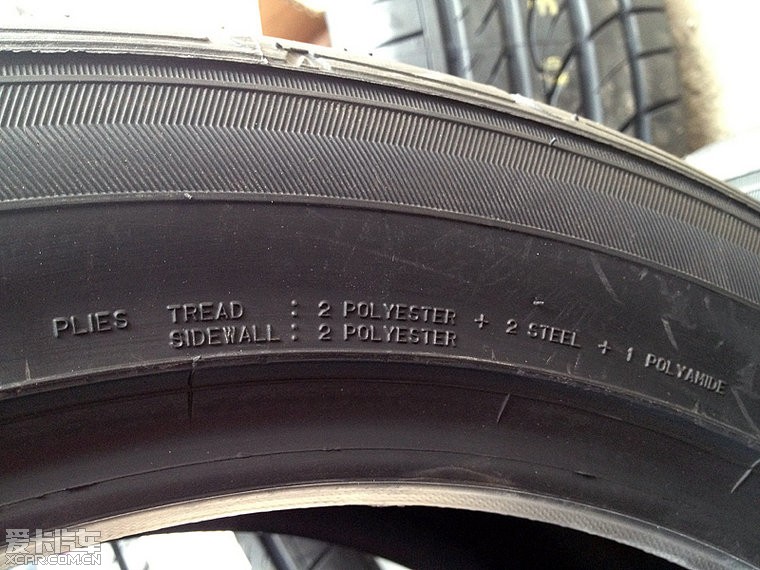 PLIES TREAD : 2 POLYESTER + 2 STEEL + 1 POLYAMIDE
SIDEWALL : 2 POLYESTER
爱卡汽车
XCAR.COM.CN